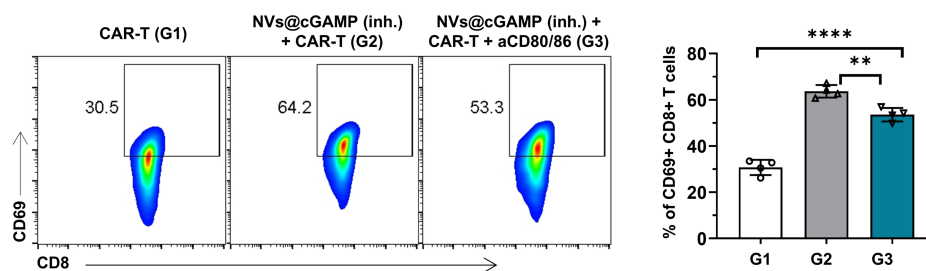 CAR-T (G1)
NVs@cGAMP (inh.)
+ CAR-T (G2)
NVs@cGAMP (inh.) +
CAR-T + aCD80/86 (G3)
30.5
64.2
53.3
CD69
CD8
% of CD69+ CD8+ T cells
80
60
40
20
0
****
**
G1
G2
G3